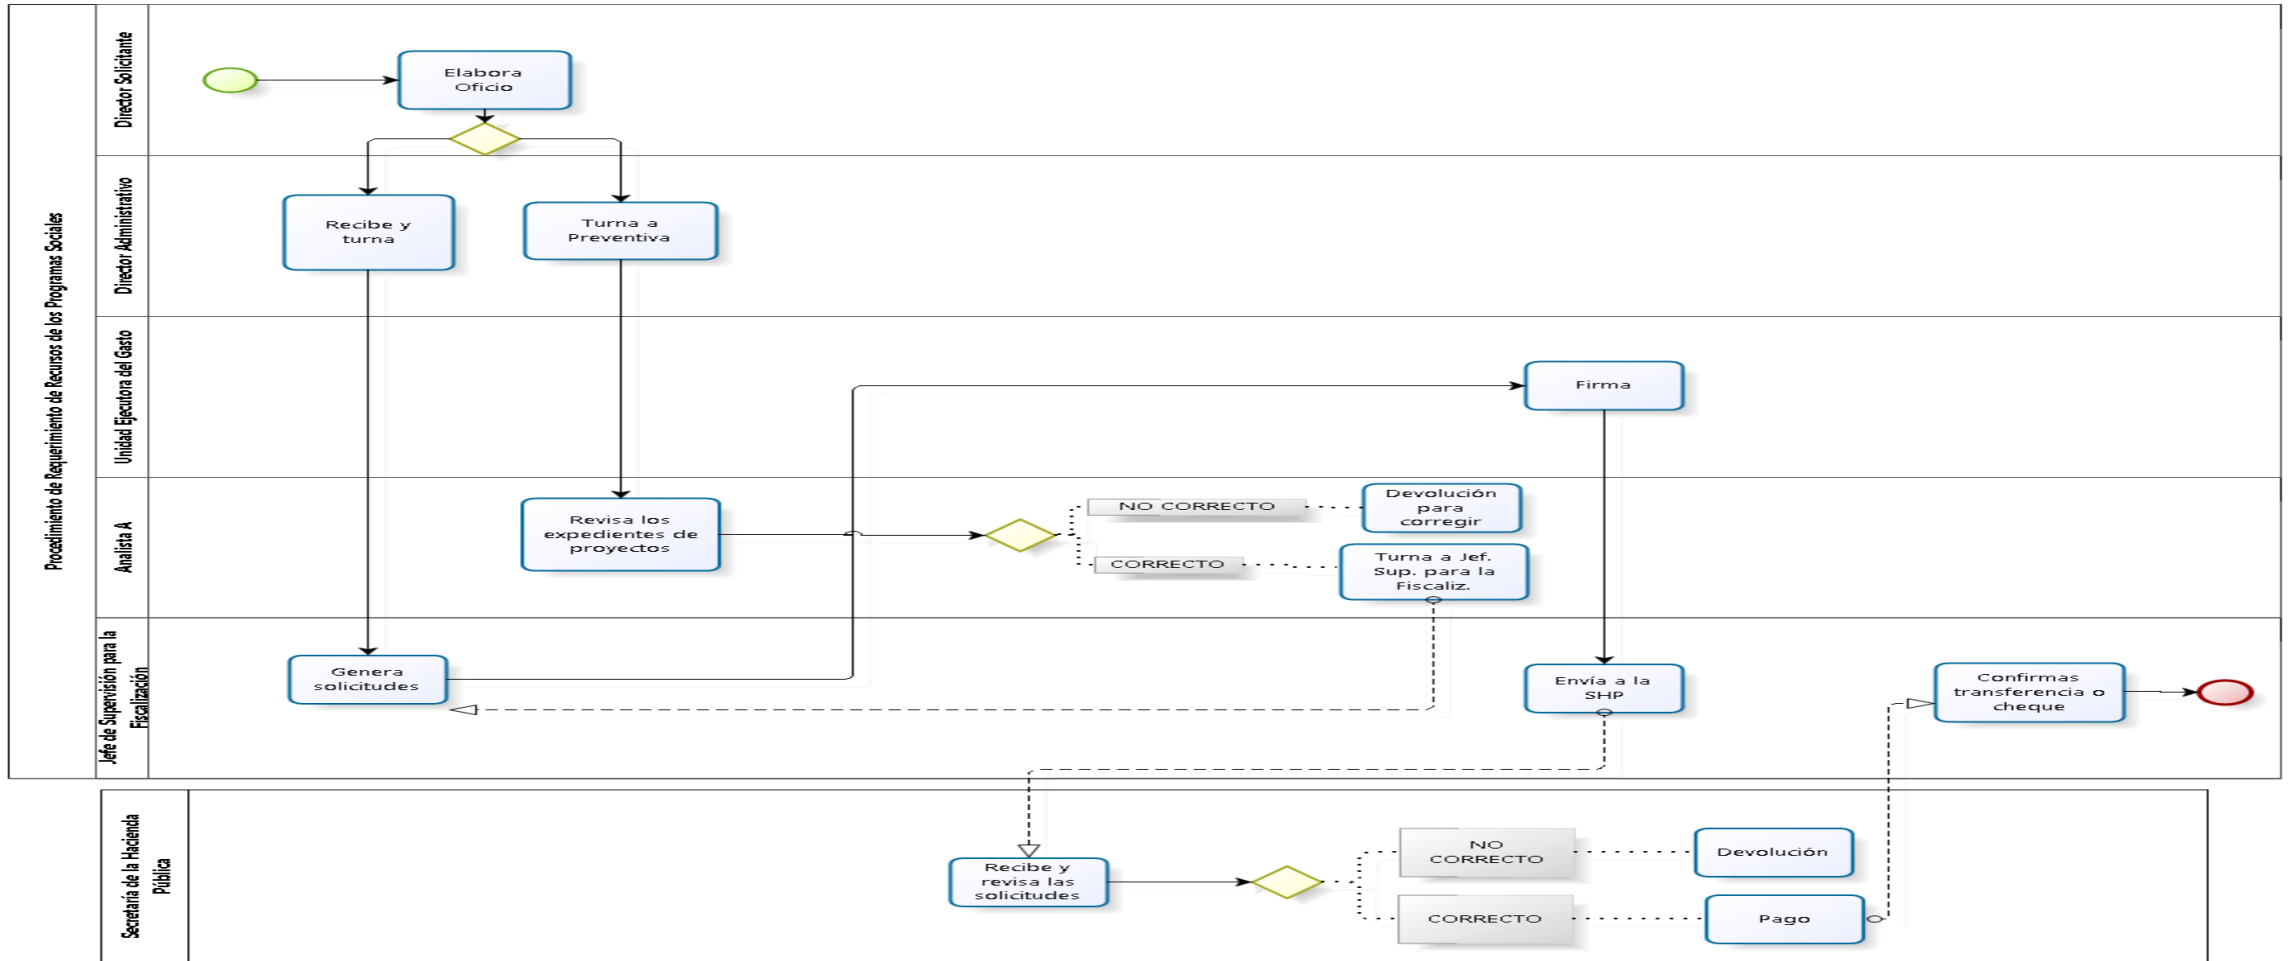 Procedimiento de Requerimiento de Recursos de los Programas Sociales
Director Solicitante
Elabora
Oficio
Director Administrativo
Recibe y
turna
Turna a
Preventiva
Unidad Ejecutora del Gasto
Firma
Analista A
Revisa los
expedientes de
proyectos
NO CORRECTO
Devolución
para
corregir
CORRECTO
Turna a Jef.
Sup. para la
Fiscaliz.
Jefe de Supervisión para la
Fiscalización
Genera
solicitudes
Envía a la
SHP
Confirmas
transferencia o
cheque
Secretaría de la Hacienda
Pública
Recibe y
revisa las
solicitudes
NO
CORRECTO
Devolución
CORRECTO
Pago